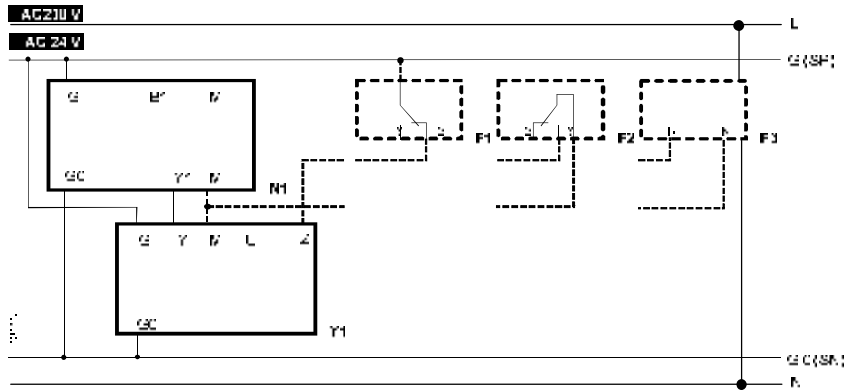 AC 230 V
L
AC 24 V
G (SP)
G B1 M
F1
F2
F3
G0 Y1 M
N1
G Y M U Z
G0
Y1
G0 (SN)
N